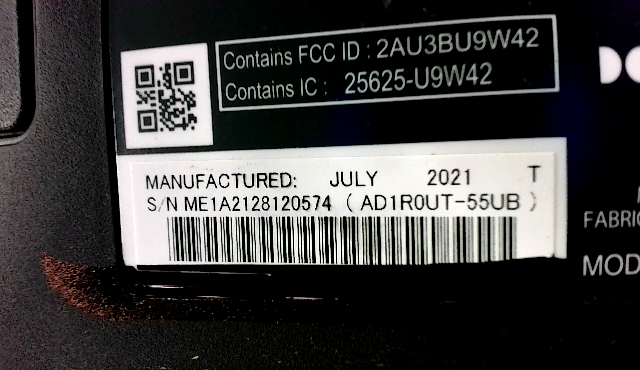 Contains FCC ID : 2AU3BU9W42
Contains IC : 25625-U9W42
MANUFACTURED: JULY 2021 T
S/N ME1A2128120574 ( AD1R0UT-55UB )
FABRIC
MOD